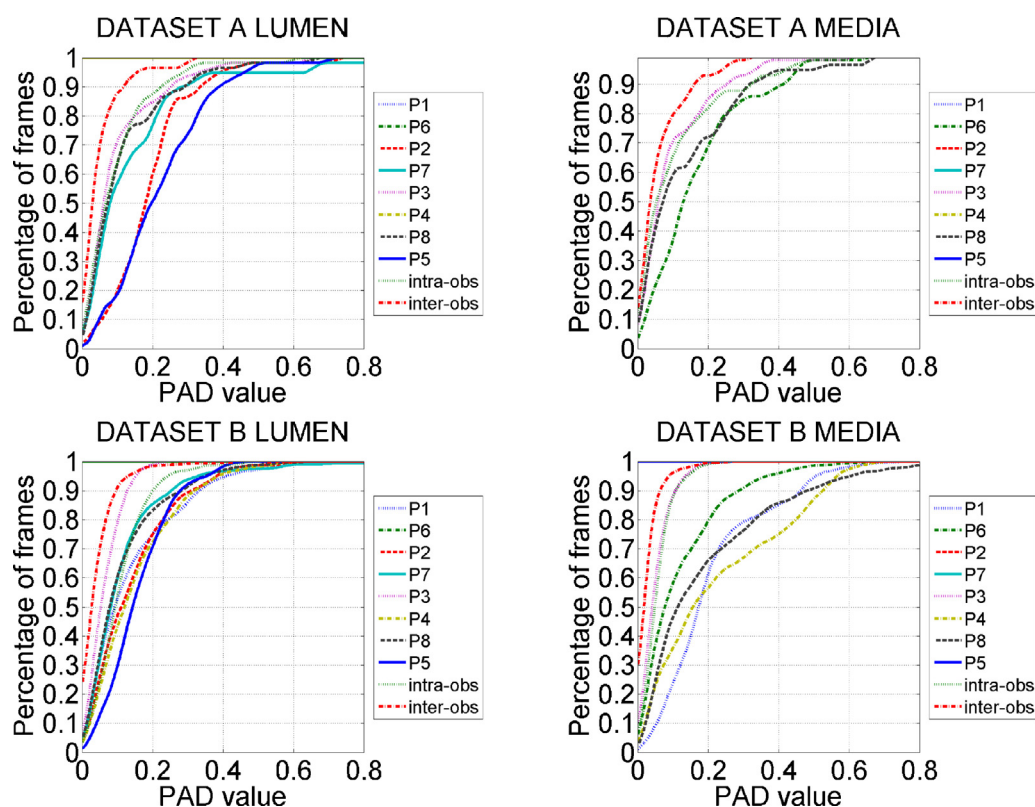 DATASET A LUMEN
Percentage of frames
1
0.9
0.8
0.7
0.6
0.5
0.4
0.3
0.2
0.1
0
0 0.2 0.4 0.6 0.8
PAD value
P1
P6
P2
P7
P3
P4
P8
P5
intra-obs
inter-obs
DATASET A MEDIA
Percentage of frames
1
0.9
0.8
0.7
0.6
0.5
0.4
0.3
0.2
0.1
0
0 0.2 0.4 0.6 0.8
PAD value
P1
P6
P2
P7
P3
P4
P8
P5
intra-obs
inter-obs
DATASET B LUMEN
Percentage of frames
1
0.9
0.8
0.7
0.6
0.5
0.4
0.3
0.2
0.1
0
0 0.2 0.4 0.6 0.8
PAD value
P1
P6
P2
P7
P3
P4
P8
P5
intra-obs
inter-obs
DATASET B MEDIA
Percentage of frames
1
0.9
0.8
0.7
0.6
0.5
0.4
0.3
0.2
0.1
0
0 0.2 0.4 0.6 0.8
PAD value
P1
P6
P2
P7
P3
P4
P8
P5
intra-obs
inter-obs